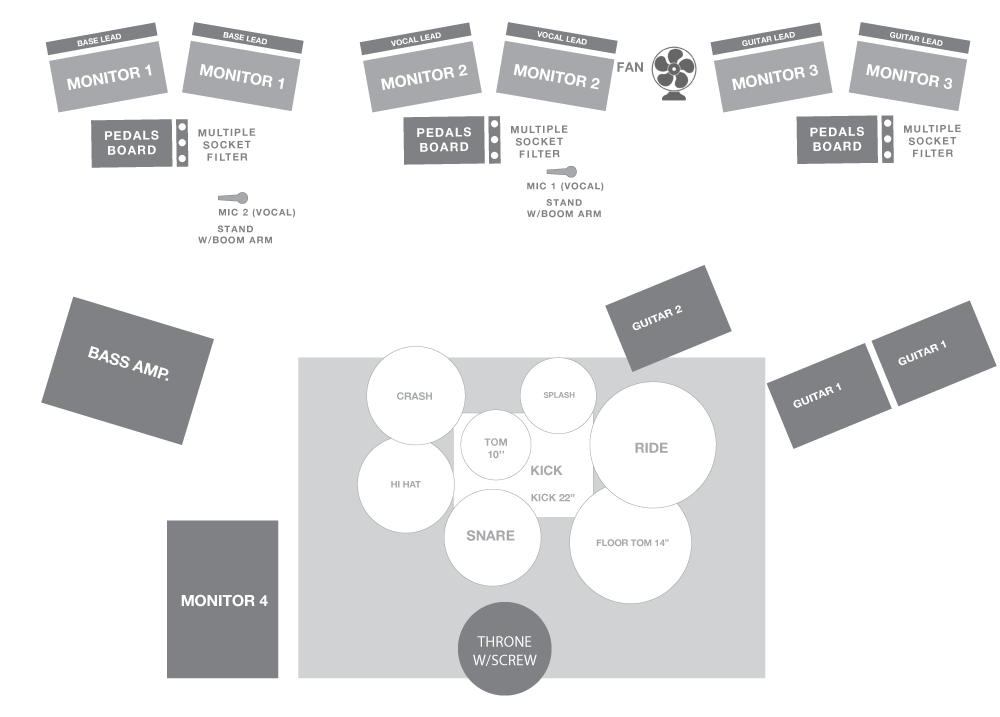 BASE LEAD
BASE LEAD
VOCAL LEAD
VOCAL LEAD
GUITAR LEAD
GUITAR LEAD
MONITOR 1
MONITOR 1
MONITOR 2
MONITOR 2
FAN
MONITOR 3
MONITOR 3
PEDALS
BOARD
MULTIPLE
SOCKET
FILTER
PEDALS
BOARD
MULTIPLE
SOCKET
FILTER
PEDALS
BOARD
MULTIPLE
SOCKET
FILTER
MIC 2 (VOCAL)
STAND
W/BOOM ARM
MIC 1 (VOCAL)
STAND
W/BOOM ARM
BASS AMP.
GUITAR 2
GUITAR 1
GUITAR 1
CRASH
SPLASH
TOM
10''
RIDE
KICK
HI HAT
KICK 22"
SNARE
FLOOR TOM 14"
MONITOR 4
THRONE
W/SCREW